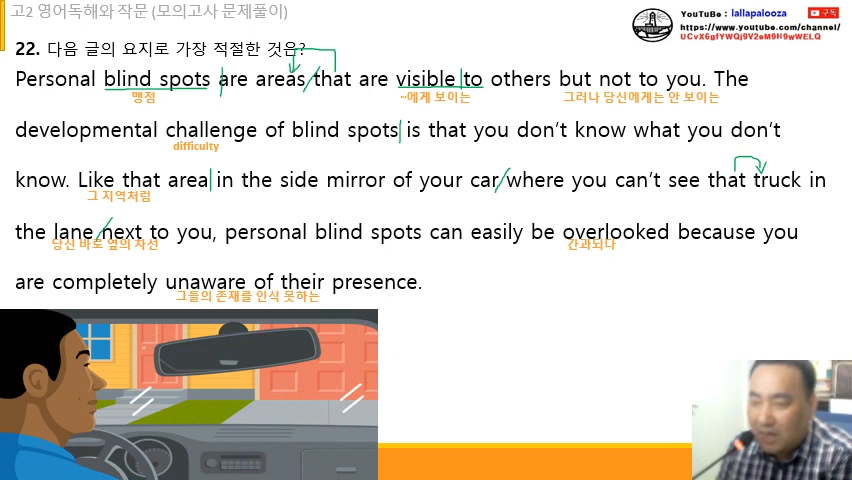 고2 영어독해와 작문 (모의고사 문제풀이)
YouTuBe : lallapalooza 구독
https://www.youtube.com/channel/
UCvX6gfYWQj9V2eM9H9wWELQ
22. 다음 글의 요지로 가장 적절한 것은?
Personal blind spots are areas that are visible to others but not to you. The
맹점 ~에게 보이는 그러나 당신에게는 안 보이는
developmental challenge of blind spots is that you don't know what you don't
difficulty
know. Like that area in the side mirror of your car where you can't see that truck in
그 지역처럼
the lane next to you, personal blind spots can easily be overlooked because you
당신 바로 옆의 차선 간과되다
are completely unaware of their presence.
그들의 존재를 인식 못하는